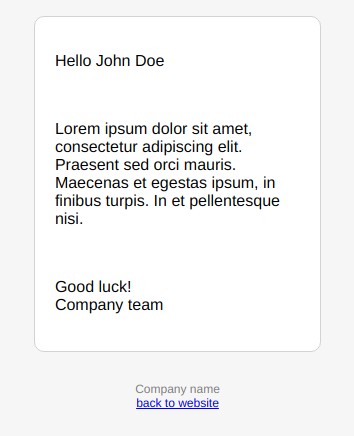 Hello John Doe
Lorem ipsum dolor sit amet,
consectetur adipiscing elit.
Praesent sed orci mauris.
Maecenas et egestas ipsum, in
finibus turpis. In et pellentesque
nisi.
Good luck!
Company team
Company name
back to website